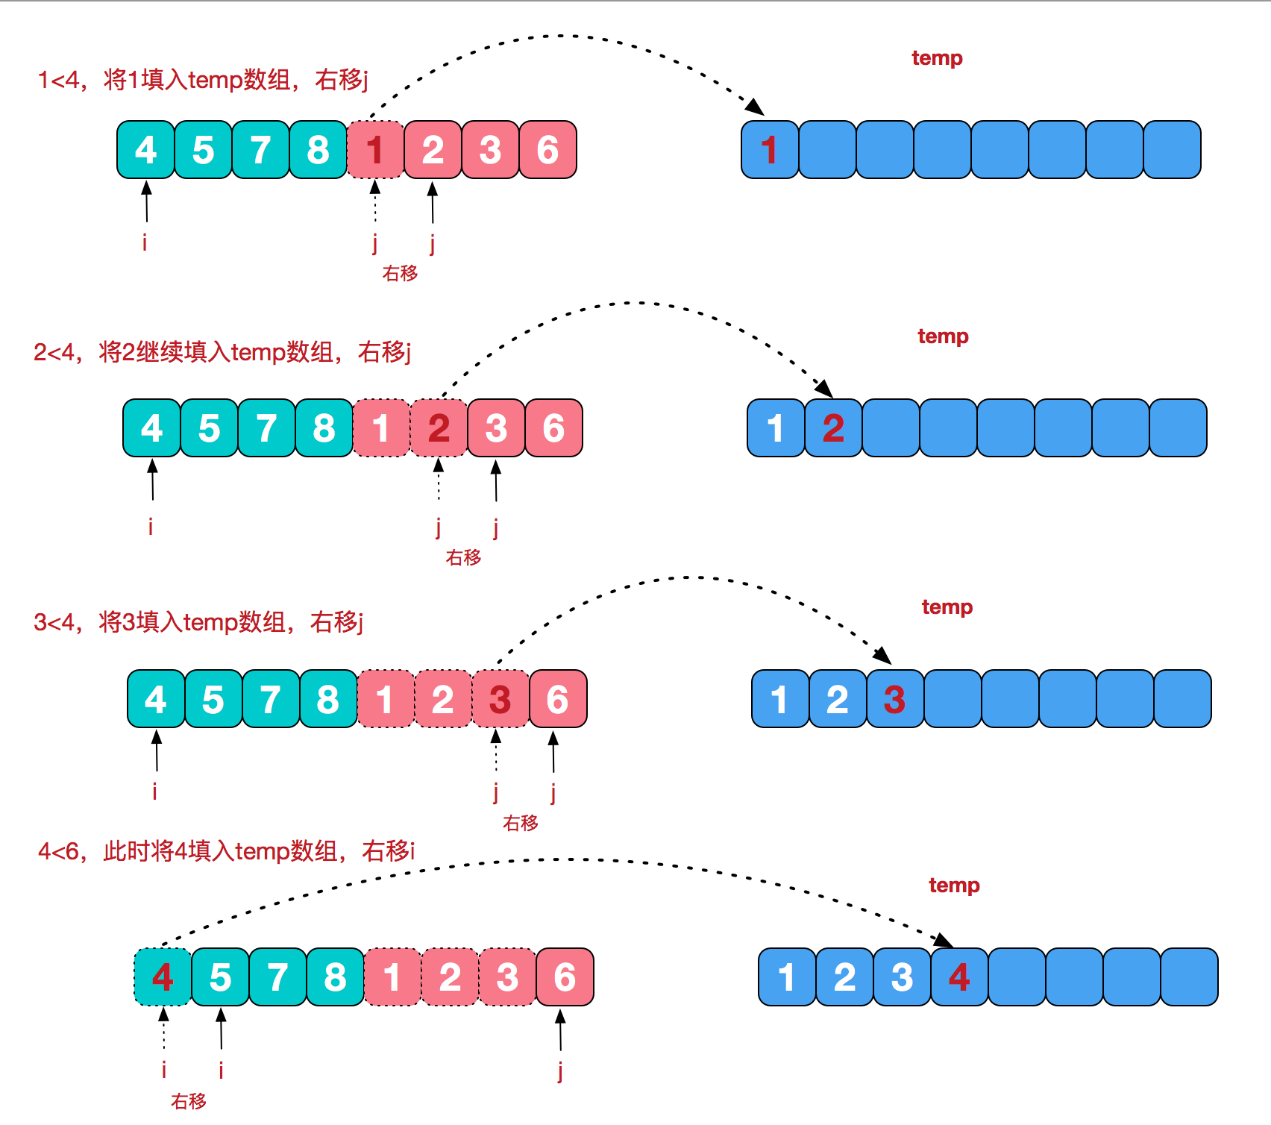 1<4，将1填入temp数组，右移j
temp
4 5 7 8 1 2 3 6
1
i j j
右移
2<4，将2继续填入temp数组，右移j
temp
4 5 7 8 1 2 3 6
1 2
i j j
右移
3<4，将3填入temp数组，右移j
temp
4 5 7 8 1 2 3 6
1 2 3
i j j
右移
4<6，此时将4填入temp数组，右移i
temp
4 5 7 8 1 2 3 6
1 2 3 4
i i j
右移